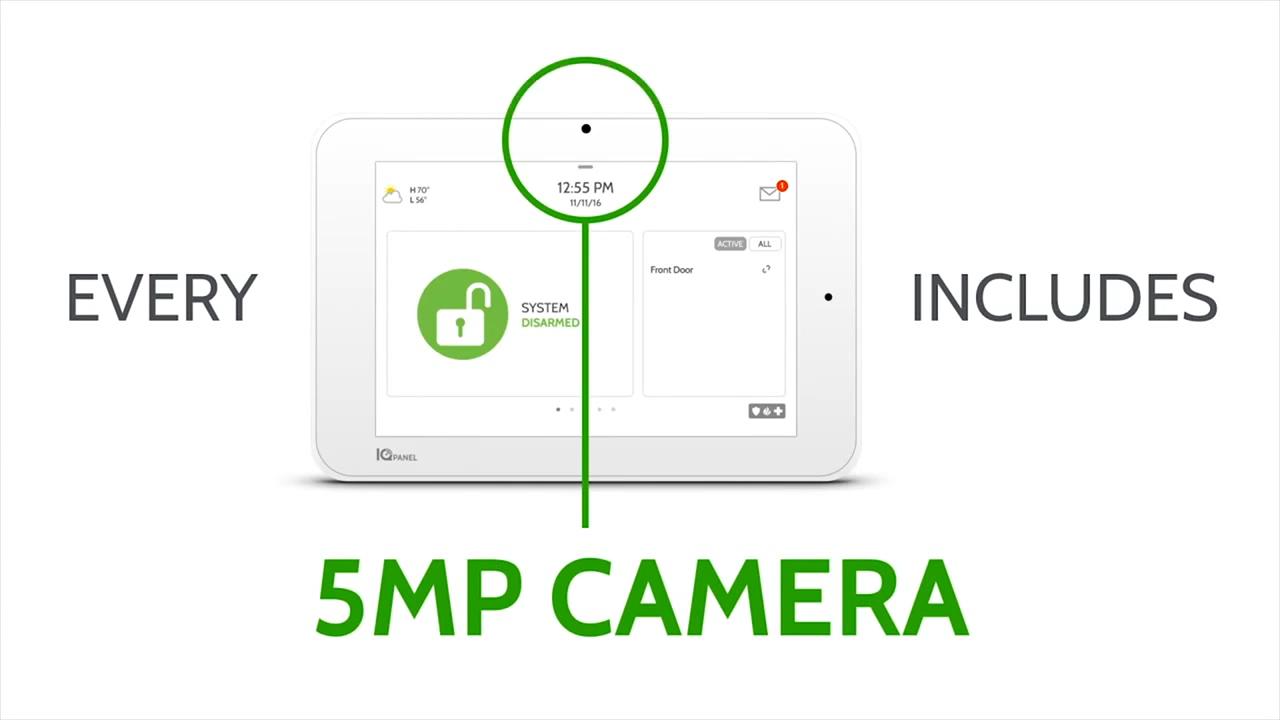 EVERY
H 70°
L 56°
12:55 PM
11/11/16
1
SYSTEM
DISARMED
ACTIVE
ALL
Front Door
IQ PANEL
INCLUDES
5MP CAMERA